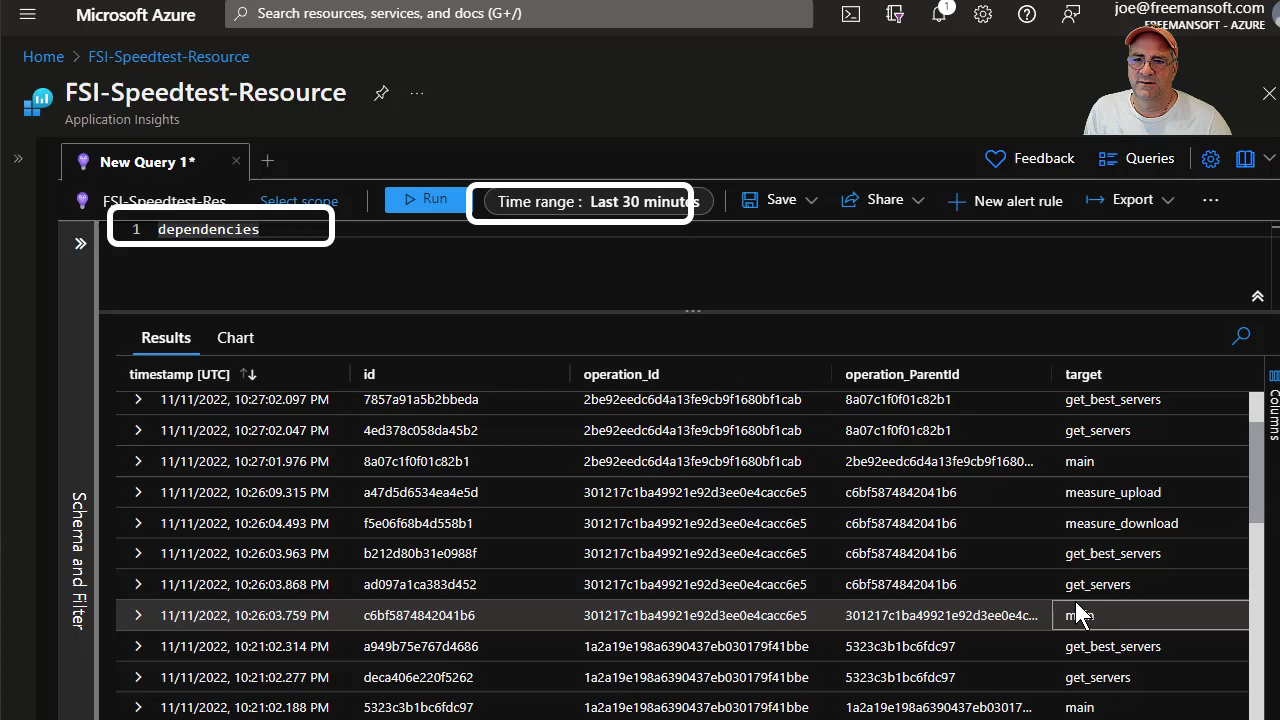 Microsoft Azure
Search resources, services, and docs (G+/)
1
joe@freemansoft.com
FREEMANSOFT - AZURE
Home > FSI-Speedtest-Resource
FSI-Speedtest-Resource
...
Application Insights
New Query 1*
Feedback
Queries
FSI-Speedtest-Res
Select scope
Run
Time range : Last 30 minutes
Save
Share
New alert rule
Export
...
1 dependencies
Schema and Filter
Results
Chart
Columns
timestamp [UTC] id operation_Id operation_ParentId target
11/11/2022, 10:27:02.097 PM 7857a91a5b2bbeda 2be92eedc6d4a13fe9cb9f1680bf1cab 8a07c1f0f01c82b1 get_best_servers
11/11/2022, 10:27:02.047 PM 4ed378c058da45b2 2be92eedc6d4a13fe9cb9f1680bf1cab 8a07c1f0f01c82b1 get_servers
11/11/2022, 10:27:01.976 PM 8a07c1f0f01c82b1 2be92eedc6d4a13fe9cb9f1680bf1cab 2be92eedc6d4a13fe9cb9f1680... main
11/11/2022, 10:26:09.315 PM a47d5d6534ea4e5d 301217c1ba49921e92d3ee0e4cacc6e5 c6bf5874842041b6 measure_upload
11/11/2022, 10:26:04.493 PM f5e06f68b4d558b1 301217c1ba49921e92d3ee0e4cacc6e5 c6bf5874842041b6 measure_download
11/11/2022, 10:26:03.963 PM b212d80b31e0988f 301217c1ba49921e92d3ee0e4cacc6e5 c6bf5874842041b6 get_best_servers
11/11/2022, 10:26:03.868 PM ad097a1ca383d452 301217c1ba49921e92d3ee0e4cacc6e5 c6bf5874842041b6 get_servers
11/11/2022, 10:26:03.759 PM c6bf5874842041b6 301217c1ba49921e92d3ee0e4cacc6e5 301217c1ba49921e92d3ee0e4c... main
11/11/2022, 10:21:02.314 PM a949b75e767d4686 1a2a19e198a6390437eb030179f41bbe 5323c3b1bc6fdc97 get_best_servers
11/11/2022, 10:21:02.277 PM deca406e220f5262 1a2a19e198a6390437eb030179f41bbe 5323c3b1bc6fdc97 get_servers
11/11/2022, 10:21:02.188 PM 5323c3b1bc6fdc97 1a2a19e198a6390437eb030179f41bbe 1a2a19e198a6390437eb03017... main